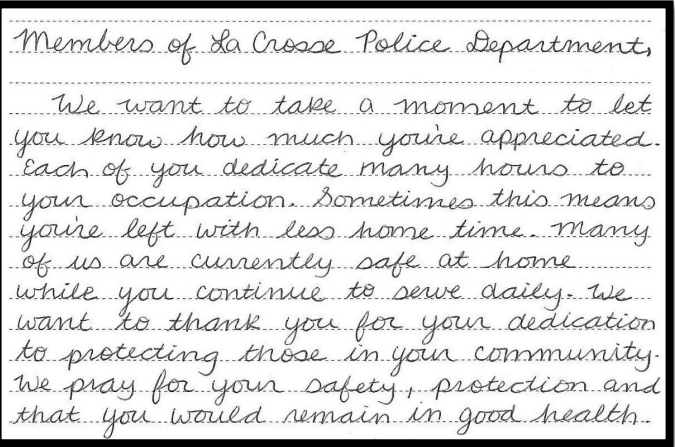 Members of La Crosse Police Department,
We want to take a moment to let
you know how much you're appreciated.
Each of you dedicate many hours to
your occupation. Sometimes this means
you're left with less home time. Many
of us are currently safe at home
while you continue to serve daily. We
want to thank you for your dedication
to protecting those in your community.
We pray for your safety, protection and
that you would remain in good health.